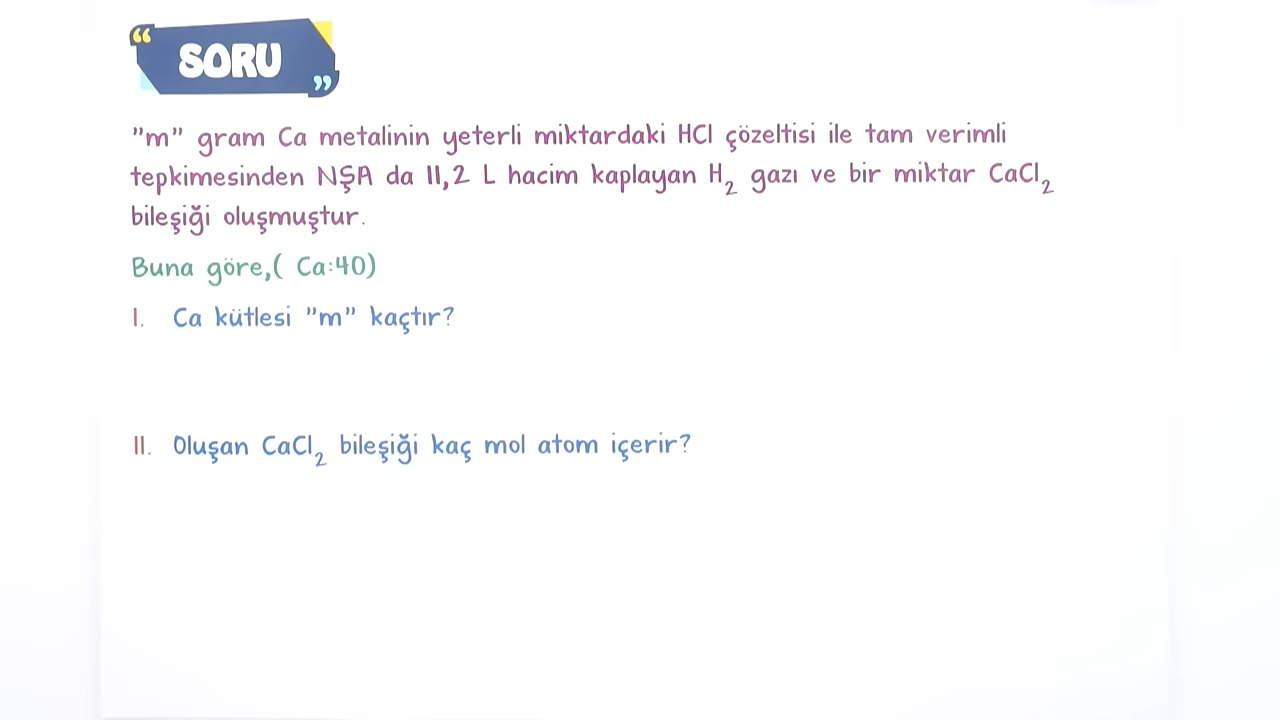 “ SORU ”
"m" gram Ca metalinin yeterli miktardaki HCl çözeltisi ile tam verimli
tepkimesinden NŞA da 11,2 L hacim kaplayan H₂ gazı ve bir miktar CaCl₂
bileşiği oluşmuştur.
Buna göre,( Ca:40)
I. Ca kütlesi "m" kaçtır?
II. Oluşan CaCl₂ bileşiği kaç mol atom içerir?